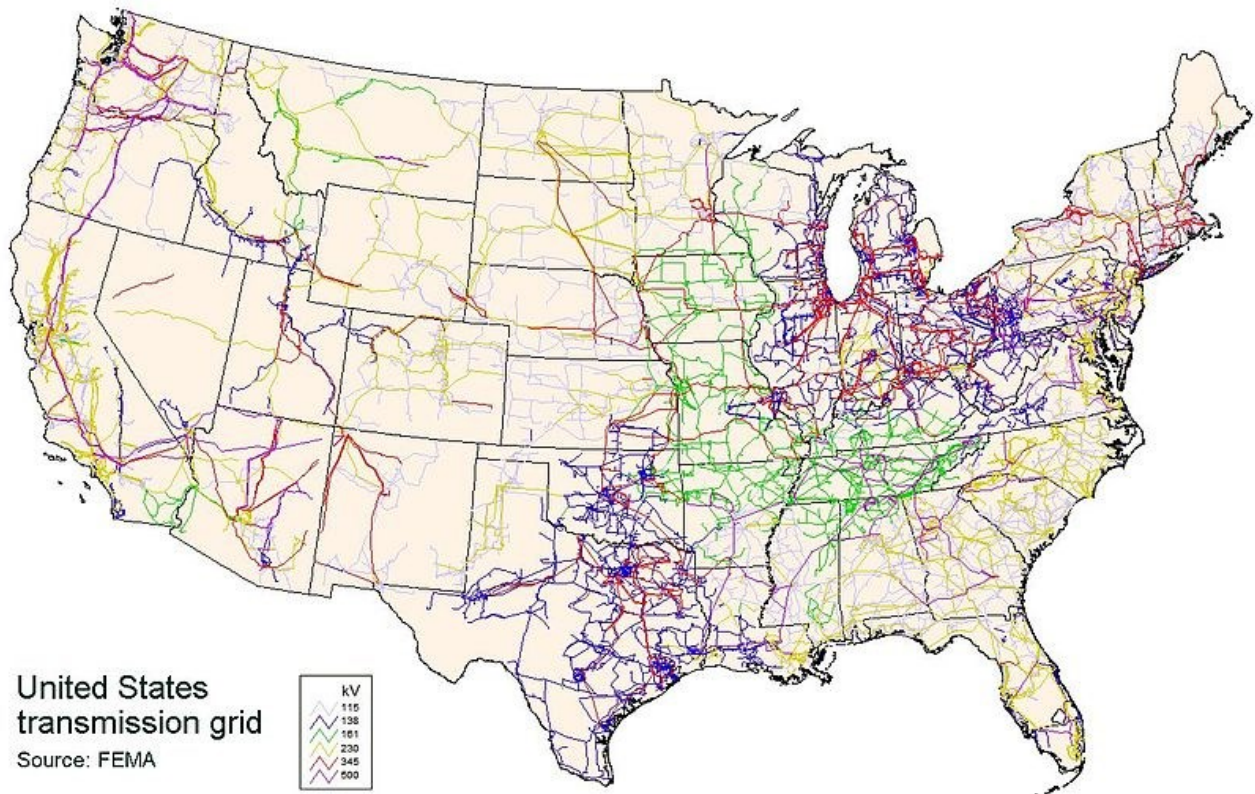 United States
transmission grid
Source: FEMA
kV
115
138
161
230
345
500